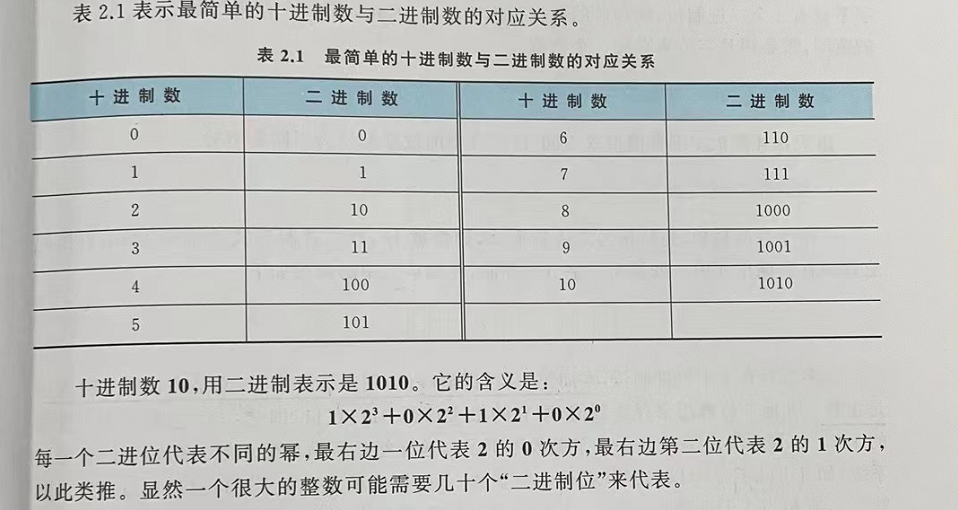 表 2.1 表示最简单的十进制数与二进制数的对应关系。
表 2.1 最简单的十进制数与二进制数的对应关系
十进制数 二进制数 十进制数 二进制数
0 0 6 110
1 1 7 111
2 10 8 1000
3 11 9 1001
4 100 10 1010
5 101
十进制数 10,用二进制表示是 1010。它的含义是:
1×2³+0×2²+1×2¹+0×2⁰
每一个二进位代表不同的幂,最右边一位代表 2 的 0 次方,最右边第二位代表 2 的 1 次方,
以此类推。显然一个很大的整数可能需要几十个“二进制位”来代表。